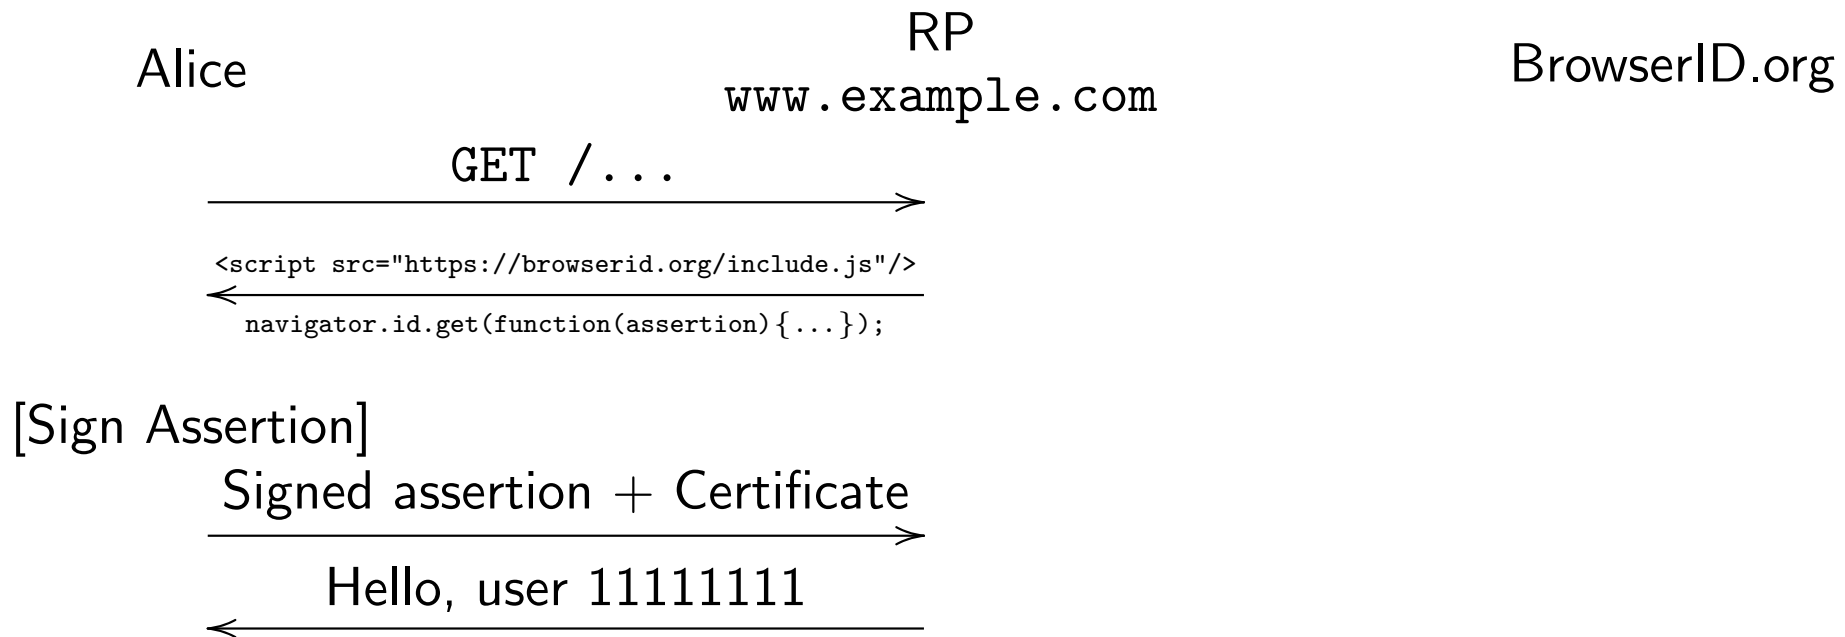 Alice
RP
www.example.com
BrowserID.org
GET /...
<script src="https://browserid.org/include.js"/>
navigator.id.get(function(assertion){...});
[Sign Assertion]
Signed assertion + Certificate
Hello, user 11111111